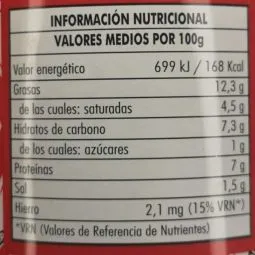 INFORMACIÓN NUTRICIONAL
VALORES MEDIOS POR 100g
Valor energético 699 kJ / 168 Kcal
Grasas 12,3 g
de las cuales: saturadas 4,5 g
Hidratos de carbono 7,3 g
de los cuales: azúcares 1 g
Proteínas 7 g
Sal 1,5 g
Hierro 2,1 mg (15% VRN*)
*VRN (Valores de Referencia de Nutrientes)